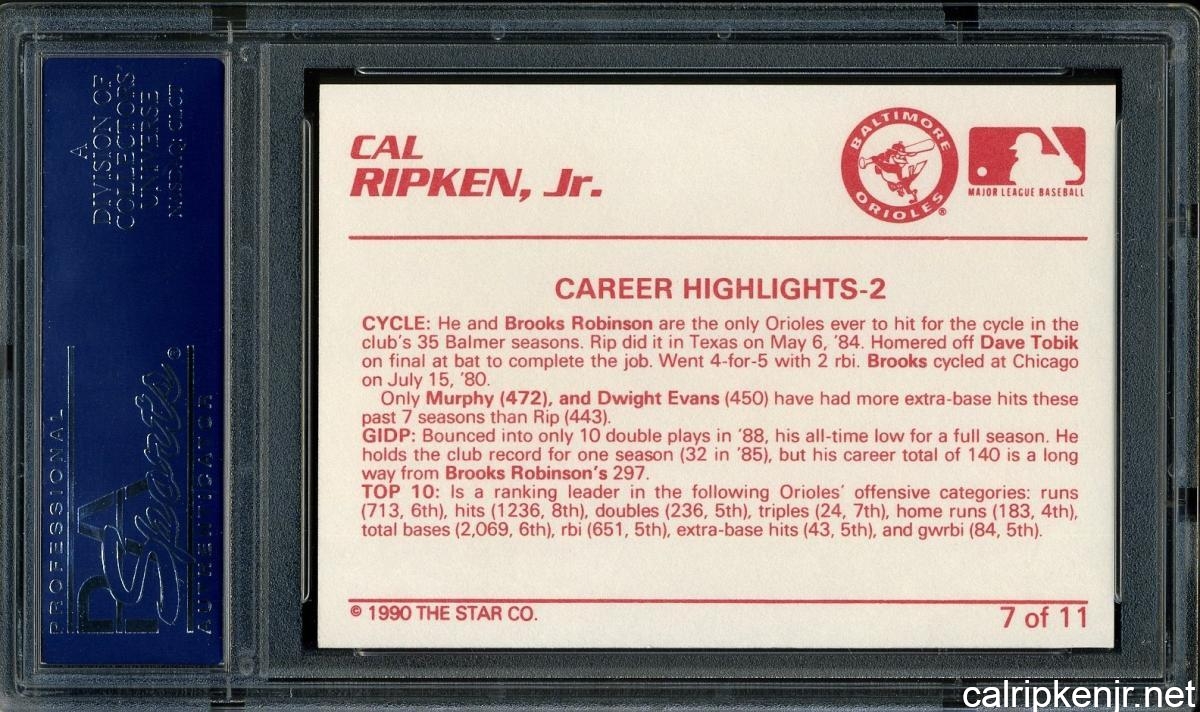 A
DIVISION OF
COLLECTORS'
UNIVERSE
NASDAQ: CLCT
PROFESSIONAL
PSA
Sports
AUTHENTICATOR
CAL
RIPKEN, Jr.
BALTIMORE
ORIOLES
®
MAJOR LEAGUE BASEBALL
CAREER HIGHLIGHTS-2
CYCLE: He and Brooks Robinson are the only Orioles ever to hit for the cycle in the
club's 35 Balmer seasons. Rip did it in Texas on May 6, '84. Homered off Dave Tobik
on final at bat to complete the job. Went 4-for-5 with 2 rbi. Brooks cycled at Chicago
on July 15, '80.
Only Murphy (472), and Dwight Evans (450) have had more extra-base hits these
past 7 seasons than Rip (443).
GIDP: Bounced into only 10 double plays in '88, his all-time low for a full season. He
holds the club record for one season (32 in '85), but his career total of 140 is a long
way from Brooks Robinson's 297.
TOP 10: Is a ranking leader in the following Orioles' offensive categories: runs
(713, 6th), hits (1236, 8th), doubles (236, 5th), triples (24, 7th), home runs (183, 4th),
total bases (2,069, 6th), rbi (651, 5th), extra-base hits (43, 5th), and gwrbi (84, 5th).
© 1990 THE STAR CO.
7 of 11
calripkenjr.net